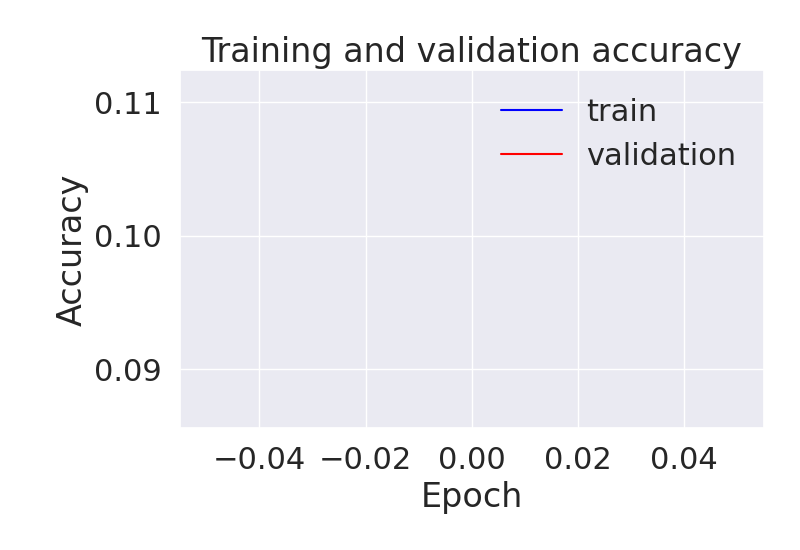 Training and validation accuracy
0.11
train
validation
0.10
Accuracy
0.09
−0.04 −0.02 0.00 0.02 0.04
Epoch